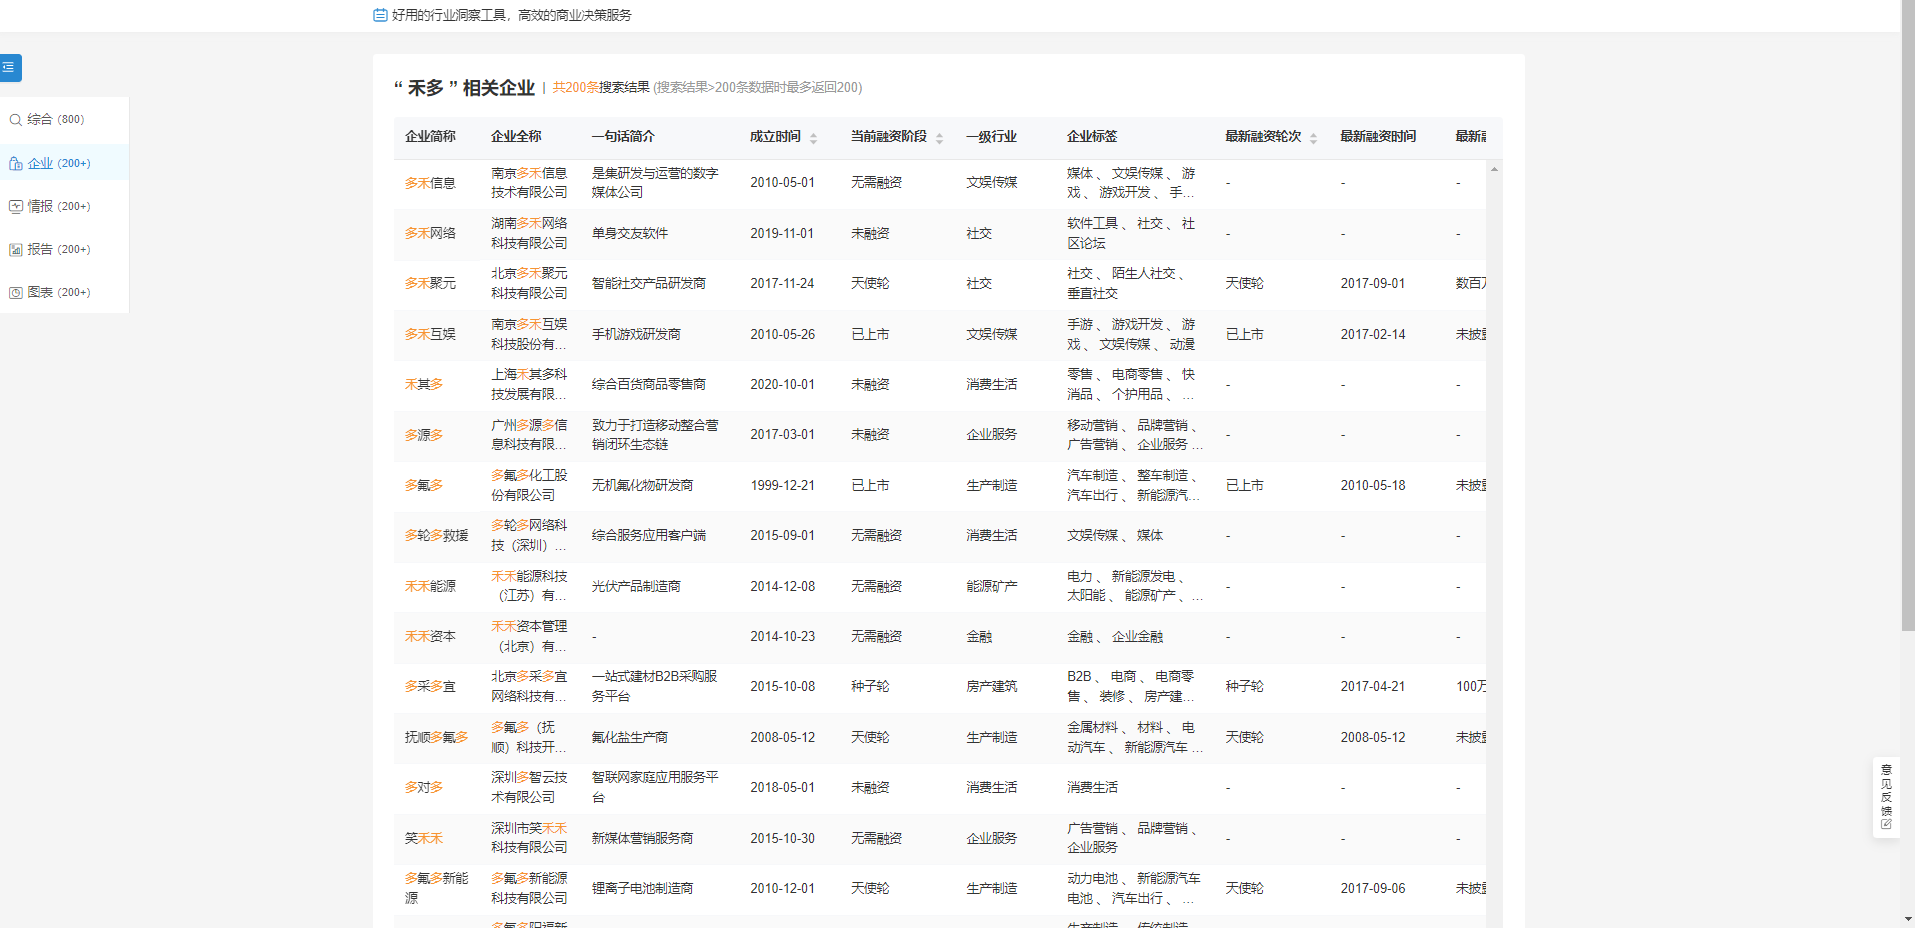 好用的行业洞察工具，高效的商业决策服务
“ 禾多 ” 相关企业 | 共200条搜索结果 (搜索结果>200条数据时最多返回200)
综合 (800)
企业 (200+)
情报 (200+)
报告 (200+)
图表 (200+)
企业简称 企业全称 一句话简介 成立时间 当前融资阶段 一级行业 企业标签 最新融资轮次 最新融资时间 最新
多禾信息 南京多禾信息 是集研发与运营的数字 2010-05-01 无需融资 文娱传媒 媒体 、 文娱传媒 、 游 - - -
技术有限公司 媒体公司 戏 、 游戏开发 、 手...
多禾网络 湖南多禾网络 单身交友软件 2019-11-01 未融资 社交 软件工具 、 社交 、 社 - - -
科技有限公司 区论坛
多禾聚元 北京多禾聚元 智能社交产品研发商 2017-11-24 天使轮 社交 社交 、 陌生人社交 、 天使轮 2017-09-01 数百
科技有限公司 垂直社交
多禾互娱 南京多禾互娱 手机游戏研发商 2010-05-26 已上市 文娱传媒 手游 、 游戏开发 、 游 已上市 2017-02-14 未披
科技股份有... 戏 、 文娱传媒 、 动漫
禾其多 上海禾其多科 综合百货商品零售商 2020-10-01 未融资 消费生活 零售 、 电商零售 、 快 - - -
技发展有限... 消品 、 个护用品 、 ...
多源多 广州多源多信 致力于打造移动整合营 2017-03-01 未融资 企业服务 移动营销 、 品牌营销 、 - - -
息科技有限... 销闭环生态链 广告营销 、 企业服务 ...
多氟多 多氟多化工股 无机氟化物研发商 1999-12-21 已上市 生产制造 汽车制造 、 整车制造 、 已上市 2010-05-18 未披
份有限公司 汽车出行 、 新能源汽...
多轮多救援 多轮多网络科 综合服务应用客户端 2015-09-01 无需融资 消费生活 文娱传媒 、 媒体 - - -
技（深圳）...
禾禾能源 禾禾能源科技 光伏产品制造商 2014-12-08 无需融资 能源矿产 电力 、 新能源发电 、 - - -
（江苏）有... 太阳能 、 能源矿产 、...
禾禾资本 禾禾资本管理 - 2014-10-23 无需融资 金融 金融 、 企业金融 - - -
（北京）有...
多采多宜 北京多采多宜 一站式建材B2B采购服 2015-10-08 种子轮 房产建筑 B2B 、 电商 、 电商零 种子轮 2017-04-21 100万
网络科技有... 务平台 售 、 装修 、 房产建...
抚顺多氟多 多氟多（抚 氟化盐生产商 2008-05-12 天使轮 生产制造 金属材料 、 材料 、 电 天使轮 2008-05-12 未披
顺）科技开... 动汽车 、 新能源汽车 ...
多对多 深圳多智云技 智联网家庭应用服务平 2018-05-01 未融资 消费生活 消费生活 - - -
术有限公司 台
笑禾禾 深圳市笑禾禾 新媒体营销服务商 2015-10-30 无需融资 企业服务 广告营销 、 品牌营销 、 - - -
科技有限公司 企业服务
多氟多新能 多氟多新能源 锂离子电池制造商 2010-12-01 天使轮 生产制造 动力电池 、 新能源汽车 天使轮 2017-09-06 未披
源 科技有限公司 电池 、 汽车出行 、 ...
意见反馈